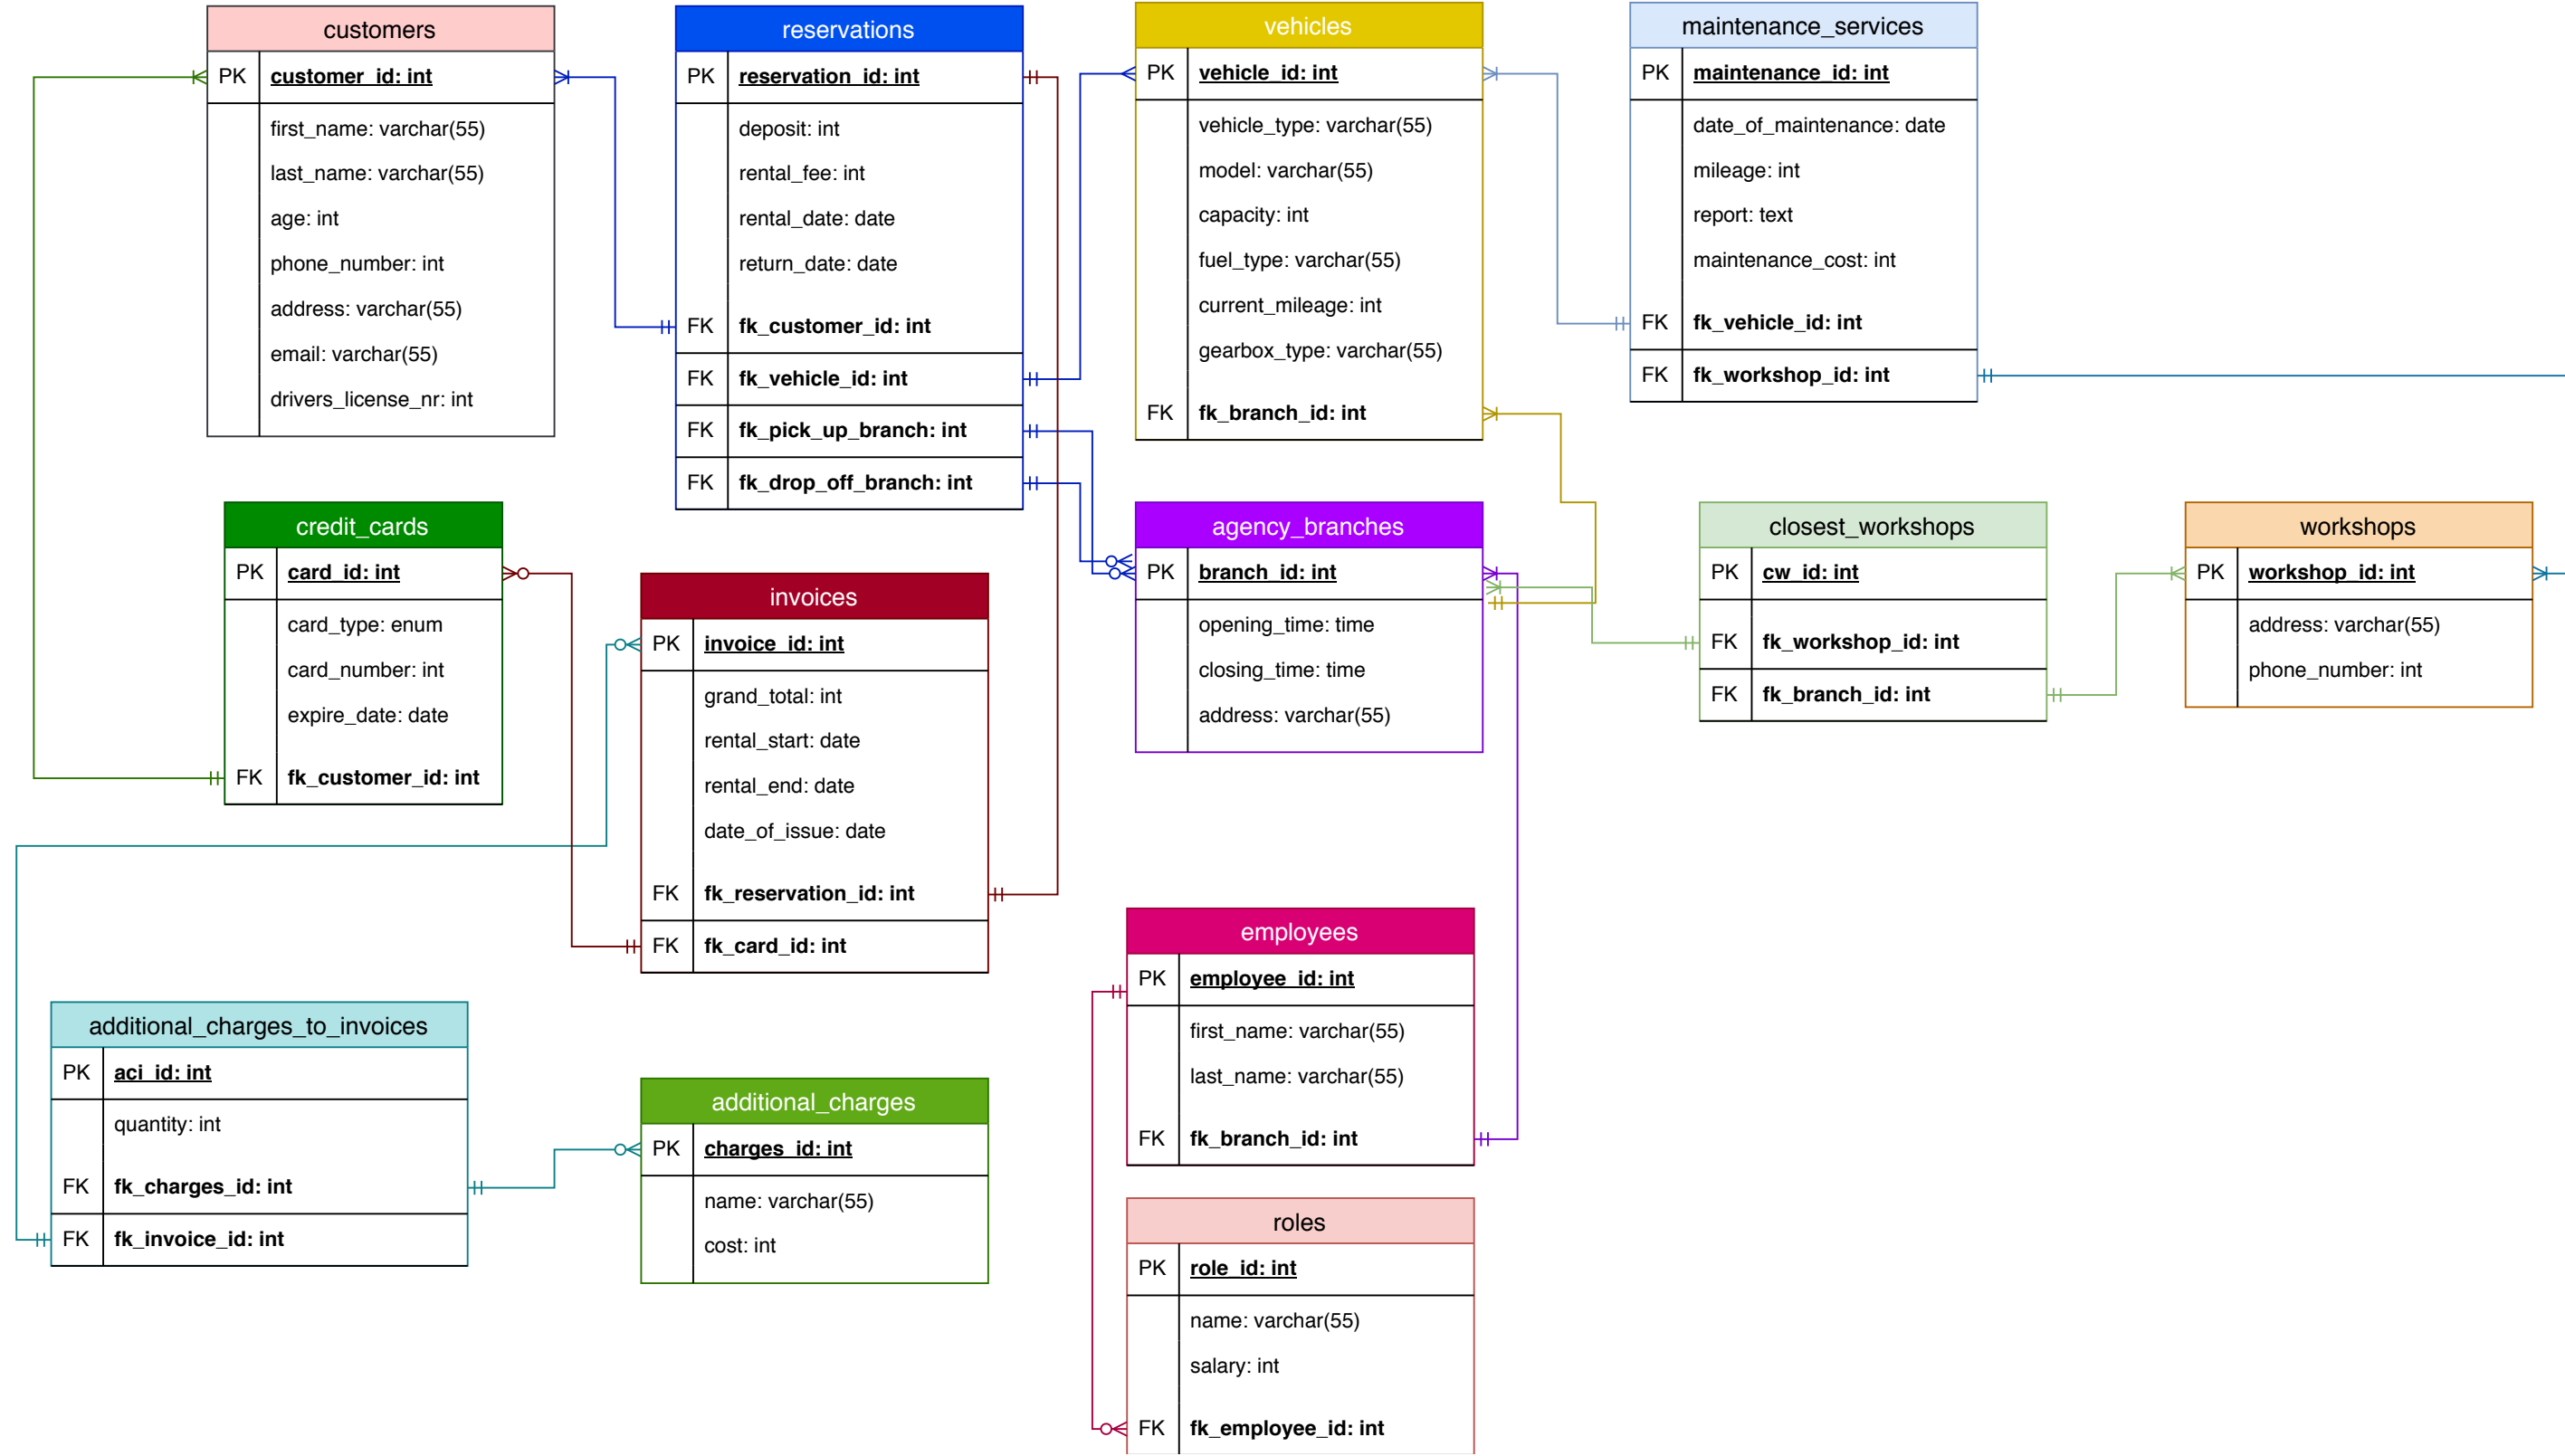 customers
PK customer_id: int
first_name: varchar(55)
last_name: varchar(55)
age: int
phone_number: int
address: varchar(55)
email: varchar(55)
drivers_license_nr: int
reservations
PK reservation_id: int
deposit: int
rental_fee: int
rental_date: date
return_date: date
FK fk_customer_id: int
FK fk_vehicle_id: int
FK fk_pick_up_branch: int
FK fk_drop_off_branch: int
vehicles
PK vehicle_id: int
vehicle_type: varchar(55)
model: varchar(55)
capacity: int
fuel_type: varchar(55)
current_mileage: int
gearbox_type: varchar(55)
FK fk_branch_id: int
maintenance_services
PK maintenance_id: int
date_of_maintenance: date
mileage: int
report: text
maintenance_cost: int
FK fk_vehicle_id: int
FK fk_workshop_id: int
credit_cards
PK card_id: int
card_type: enum
card_number: int
expire_date: date
FK fk_customer_id: int
invoices
PK invoice_id: int
grand_total: int
rental_start: date
rental_end: date
date_of_issue: date
FK fk_reservation_id: int
FK fk_card_id: int
agency_branches
PK branch_id: int
opening_time: time
closing_time: time
address: varchar(55)
closest_workshops
PK cw_id: int
FK fk_workshop_id: int
FK fk_branch_id: int
workshops
PK workshop_id: int
address: varchar(55)
phone_number: int
additional_charges_to_invoices
PK aci_id: int
quantity: int
FK fk_charges_id: int
FK fk_invoice_id: int
additional_charges
PK charges_id: int
name: varchar(55)
cost: int
employees
PK employee_id: int
first_name: varchar(55)
last_name: varchar(55)
FK fk_branch_id: int
roles
PK role_id: int
name: varchar(55)
salary: int
FK fk_employee_id: int